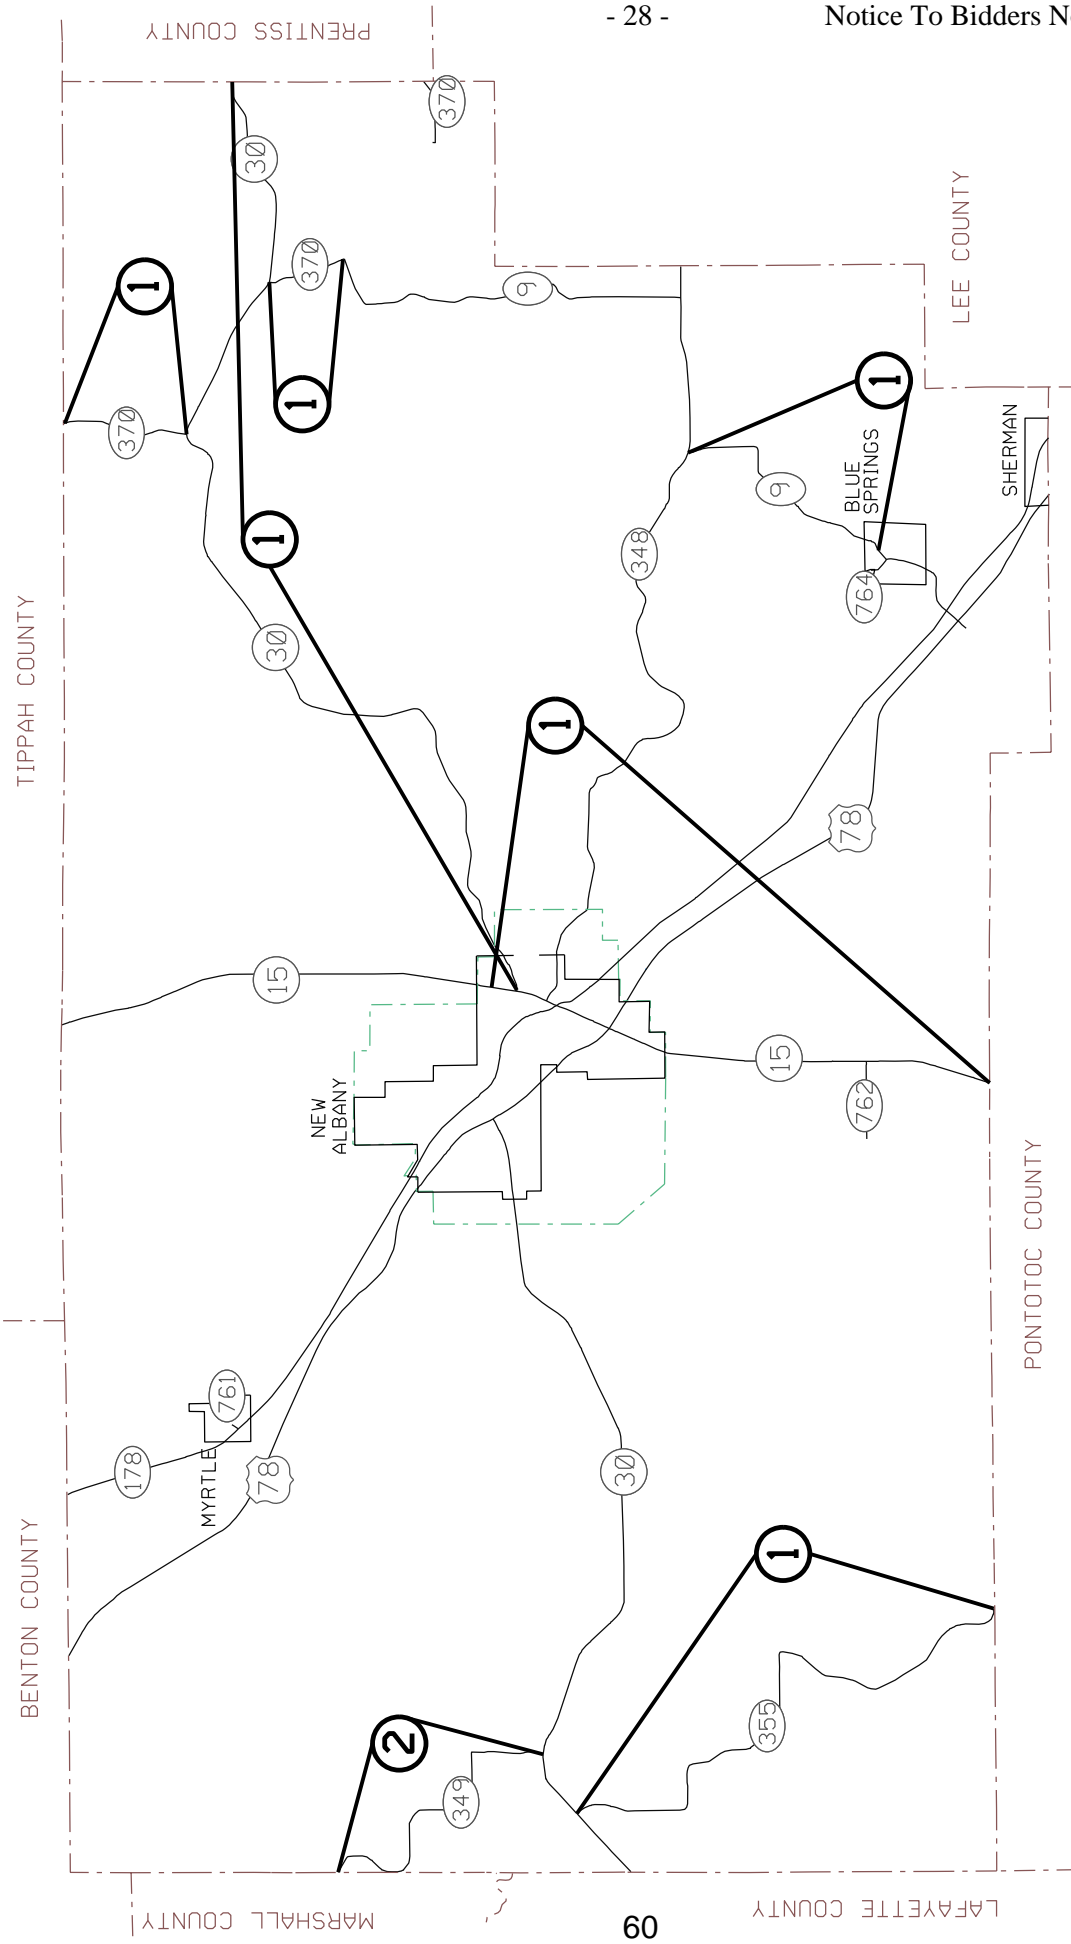 - 28 -
Notice To Bidders N
PRENTISS COUNTY
370
30
LEE COUNTY
370
9
1
1
1
370
BLUE
SPRINGS
SHERMAN
9
1
348
764
TIPPAH COUNTY
30
1
78
15
15
762
NEW
ALBANY
PONTOTOC COUNTY
761
178
MYRTLE
78
30
BENTON COUNTY
1
2
349
355
MARSHALL COUNTY
LAFAYETTE COUNTY
60